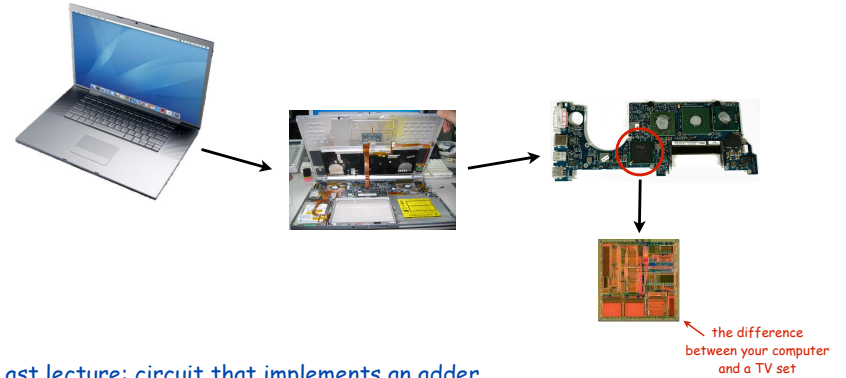 the difference
between your computer
and a TV set
ast lecture: circuit that implements an adder